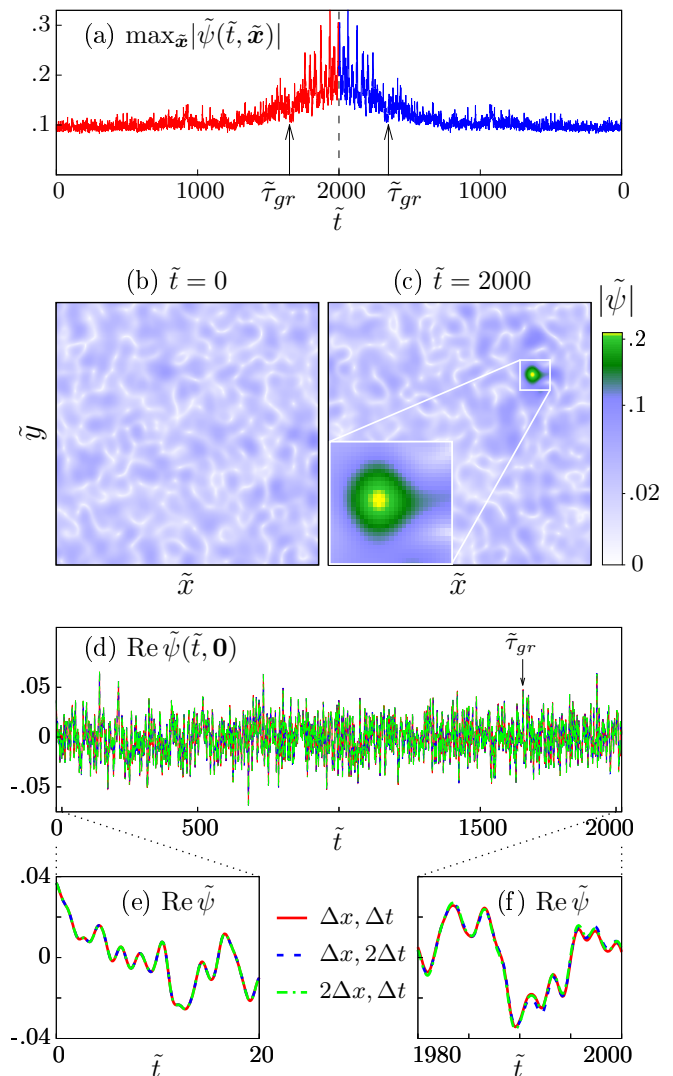 (a) max_x̃|ψ̃(t̃, x̃)|
.3
.2
.1
0 1000 τ̃_gr 2000 τ̃_gr 1000 0
t̃
(b) t̃ = 0 (c) t̃ = 2000 |ψ̃|
.2
.1
.02
0
ỹ
x̃ x̃
(d) Re ψ̃(t̃, 0) τ̃_gr
.05
0
-.05
0 500 t̃ 1500 2000
.04
0
-.04
(e) Re ψ̃
0 t̃ 20
Δx, Δt
Δx, 2Δt
2Δx, Δt
(f) Re ψ̃
1980 t̃ 2000